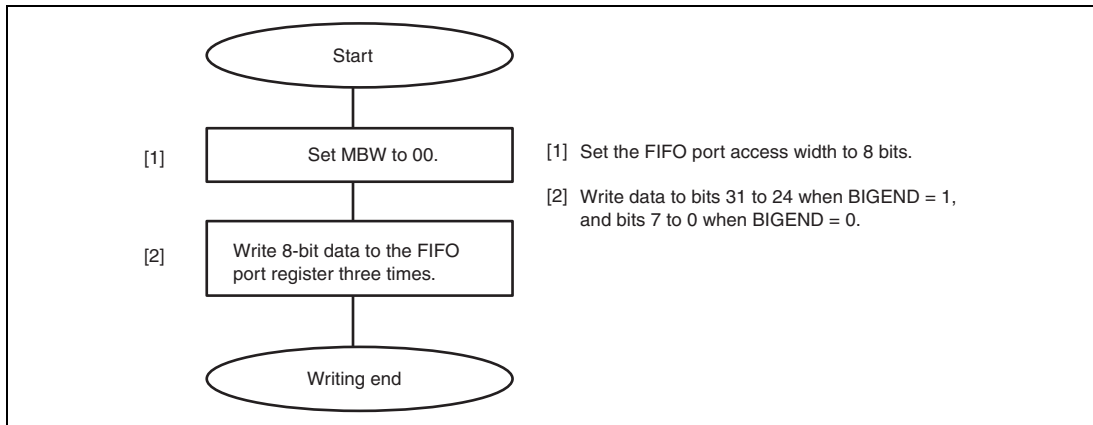 Start
[1]
Set MBW to 00.
[1] Set the FIFO port access width to 8 bits.
[2] Write data to bits 31 to 24 when BIGEND = 1,
and bits 7 to 0 when BIGEND = 0.
[2]
Write 8-bit data to the FIFO
port register three times.
Writing end